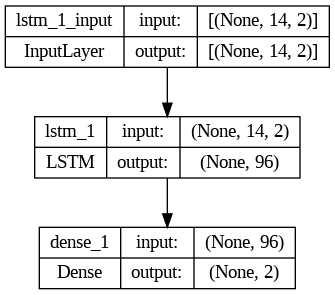 lstm_1_input input: [(None, 14, 2)]
InputLayer output: [(None, 14, 2)]
lstm_1 input: (None, 14, 2)
LSTM output: (None, 96)
dense_1 input: (None, 96)
Dense output: (None, 2)